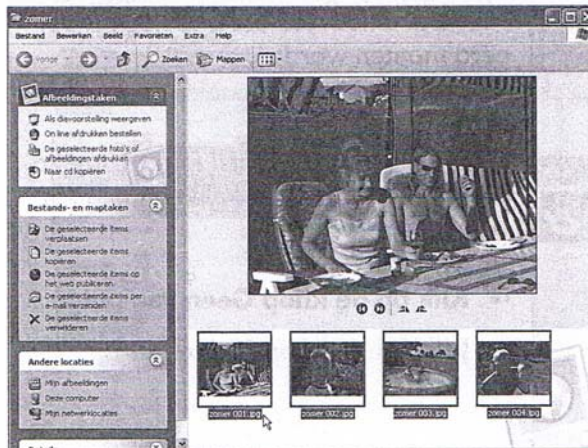 zomer
Bestand Bewerken Beeld Favorieten Extra Help
Vorige Zoeken Mappen
Afbeeldingstaken
Als diavoorstelling weergeven
On line afdrukken bestellen
De geselecteerde foto's of
afbeeldingen afdrukken
Naar cd kopiëren
Bestands- en maptaken
De geselecteerde items
verplaatsen
De geselecteerde items
kopiëren
De geselecteerde items op
het web publiceren
De geselecteerde items per
e-mail verzenden
De geselecteerde items
verwijderen
Andere locaties
Mijn afbeeldingen
Deze computer
Mijn netwerklocaties
zomer 001.jpg
zomer 002.jpg
zomer 003.jpg
zomer 004.jpg